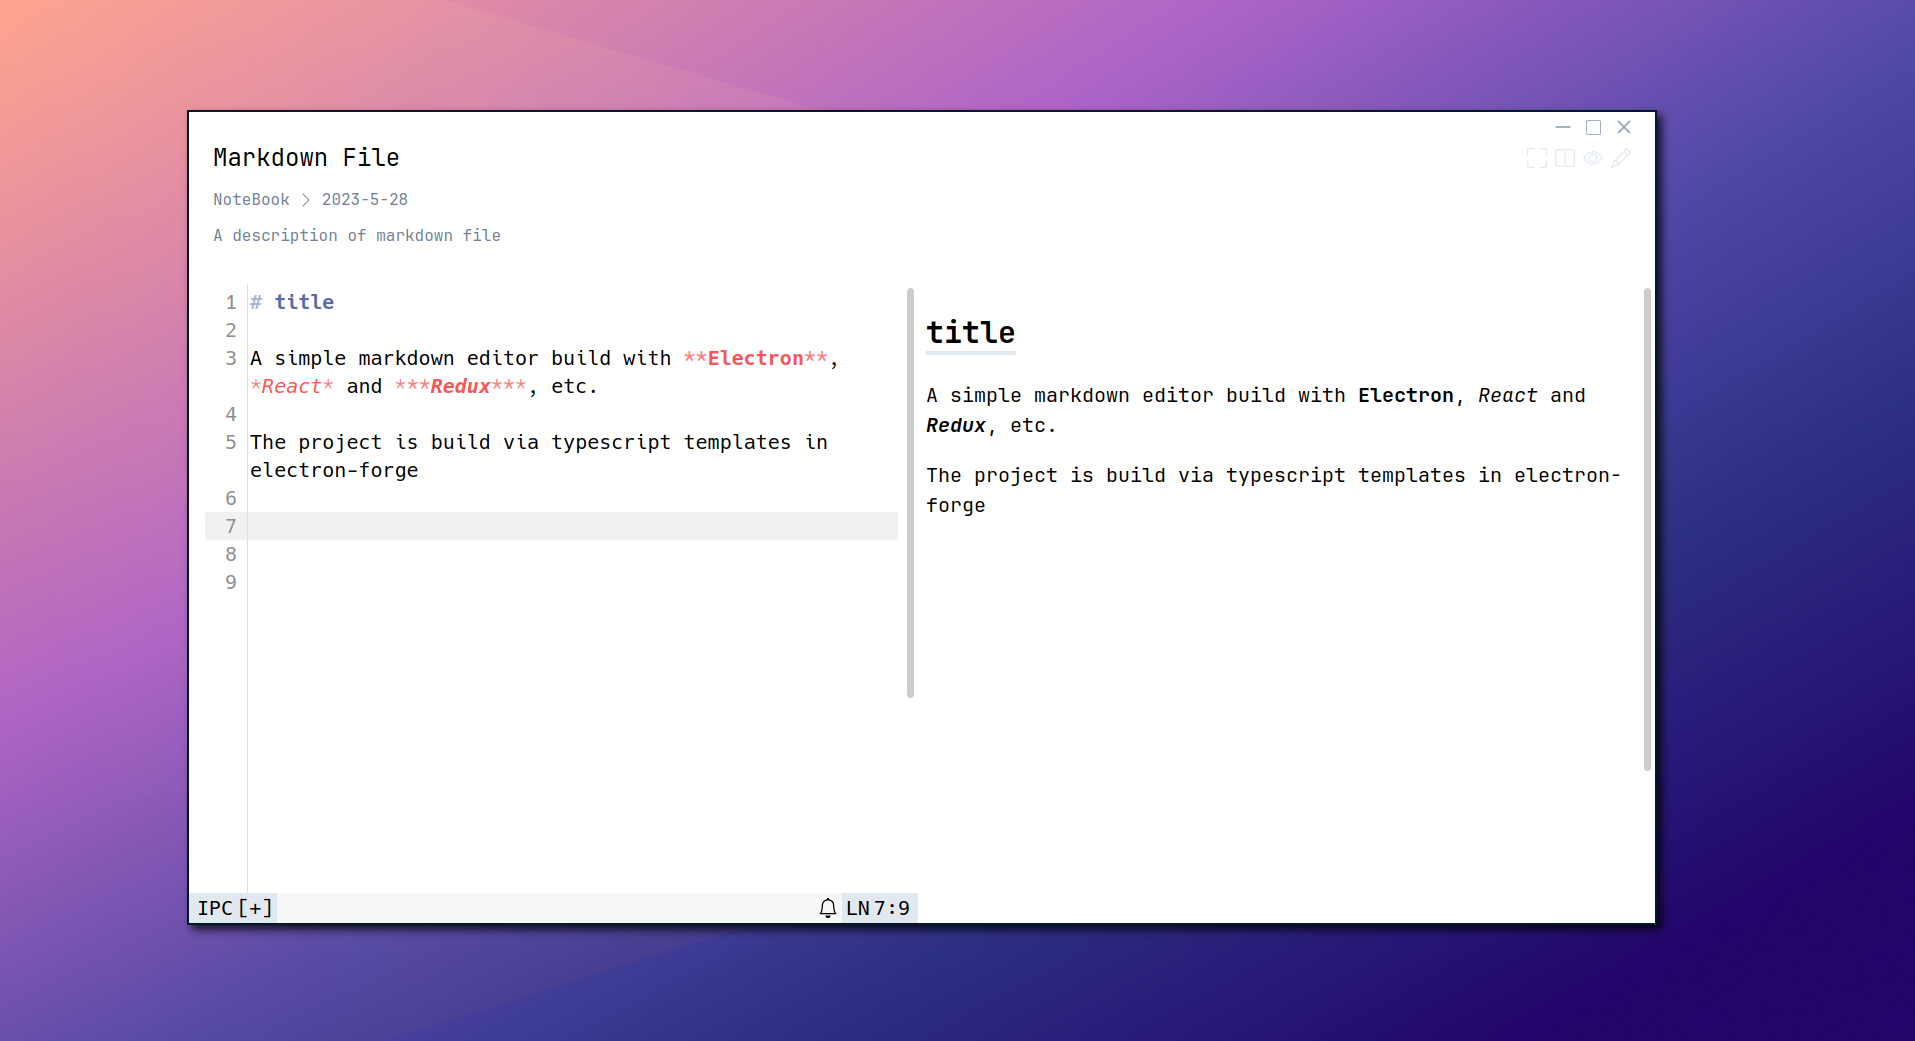 Markdown File
NoteBook > 2023-5-28
A description of markdown file
1 # title
2
3 A simple markdown editor build with **Electron**,
*React* and ***Redux***, etc.
4
5 The project is build via typescript templates in
electron-forge
6
7
8
9
title
A simple markdown editor build with Electron, React and
Redux, etc.
The project is build via typescript templates in electron-
forge
IPC [+]
LN 7:9